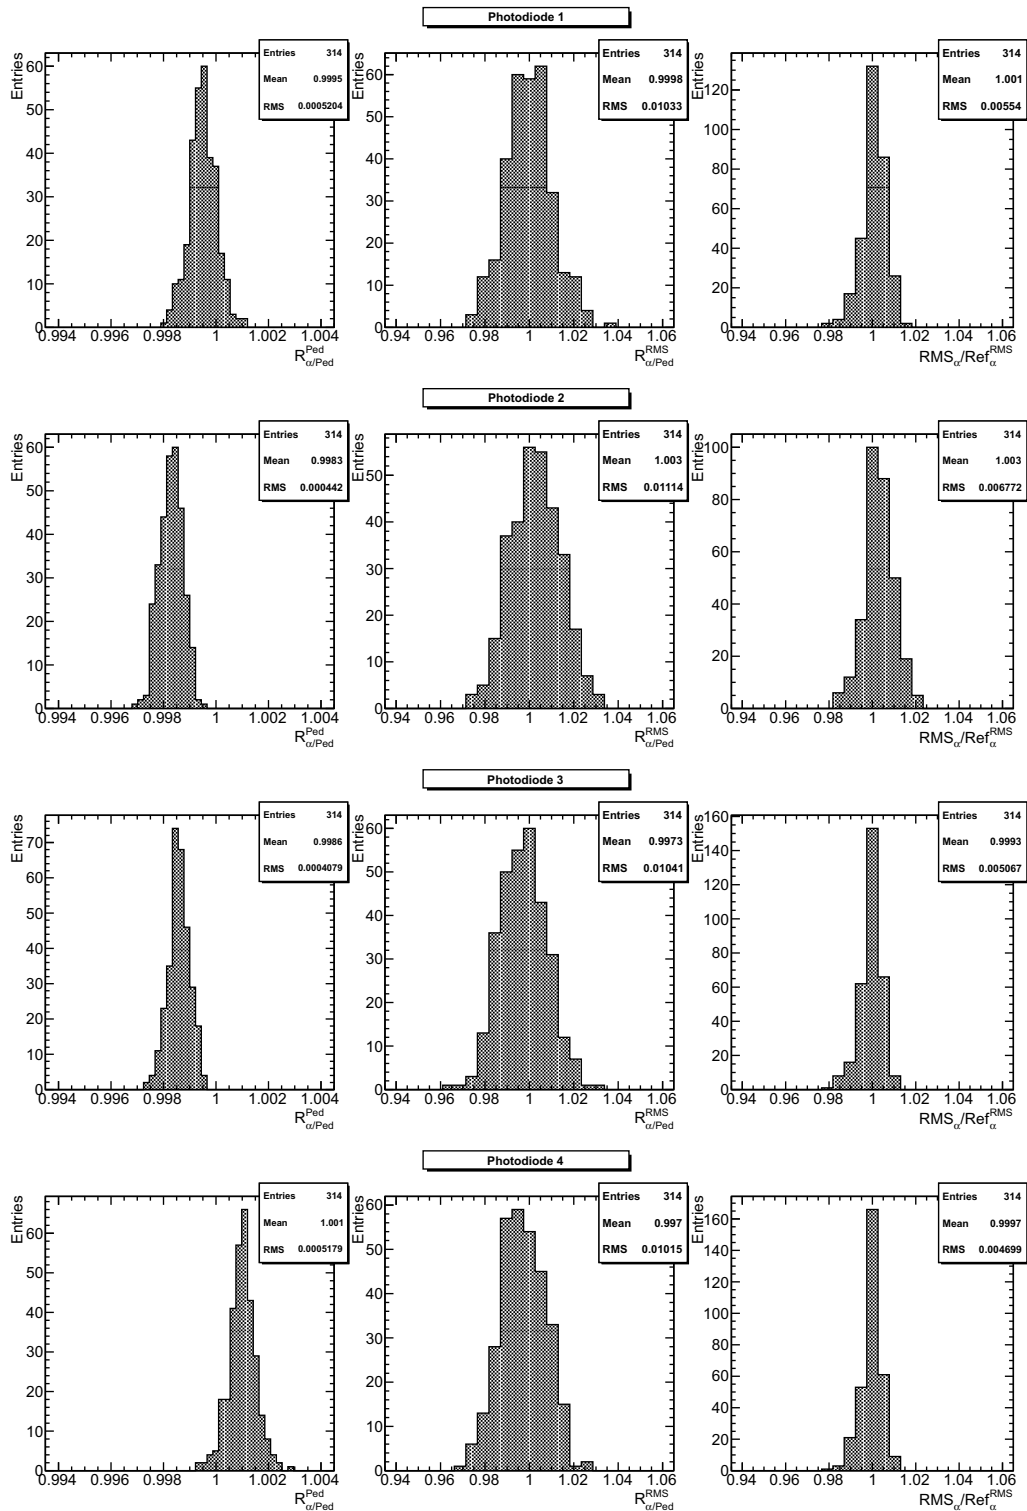 Photodiode 1
Entries
Entries 314
Mean 0.9995
RMS 0.0005204
60
50
40
30
20
10
0
0.994 0.996 0.998 1 1.002 1.004
R^Ped_α/Ped
Entries
Entries 314
Mean 0.9998
RMS 0.01033
60
50
40
30
20
10
0
0.94 0.96 0.98 1 1.02 1.04 1.06
R^RMS_α/Ped
Entries
Entries 314
Mean 1.001
RMS 0.00554
120
100
80
60
40
20
0
0.94 0.96 0.98 1 1.02 1.04 1.06
RMS_α/Ref^RMS_α
Photodiode 2
Entries
Entries 314
Mean 0.9983
RMS 0.000442
60
50
40
30
20
10
0
0.994 0.996 0.998 1 1.002 1.004
R^Ped_α/Ped
Entries
Entries 314
Mean 1.003
RMS 0.01114
50
40
30
20
10
0
0.94 0.96 0.98 1 1.02 1.04 1.06
R^RMS_α/Ped
Entries
Entries 314
Mean 1.003
RMS 0.006772
100
80
60
40
20
0
0.94 0.96 0.98 1 1.02 1.04 1.06
RMS_α/Ref^RMS_α
Photodiode 3
Entries
Entries 314
Mean 0.9986
RMS 0.0004079
70
60
50
40
30
20
10
0
0.994 0.996 0.998 1 1.002 1.004
R^Ped_α/Ped
Entries
Entries 314
Mean 0.9973
RMS 0.01041
60
50
40
30
20
10
0
0.94 0.96 0.98 1 1.02 1.04 1.06
R^RMS_α/Ped
Entries
Entries 314
Mean 0.9993
RMS 0.005067
160
140
120
100
80
60
40
20
0
0.94 0.96 0.98 1 1.02 1.04 1.06
RMS_α/Ref^RMS_α
Photodiode 4
Entries
Entries 314
Mean 1.001
RMS 0.0005179
60
50
40
30
20
10
0
0.994 0.996 0.998 1 1.002 1.004
R^Ped_α/Ped
Entries
Entries 314
Mean 0.997
RMS 0.01015
60
50
40
30
20
10
0
0.94 0.96 0.98 1 1.02 1.04 1.06
R^RMS_α/Ped
Entries
Entries 314
Mean 0.9997
RMS 0.004699
160
140
120
100
80
60
40
20
0
0.94 0.96 0.98 1 1.02 1.04 1.06
RMS_α/Ref^RMS_α